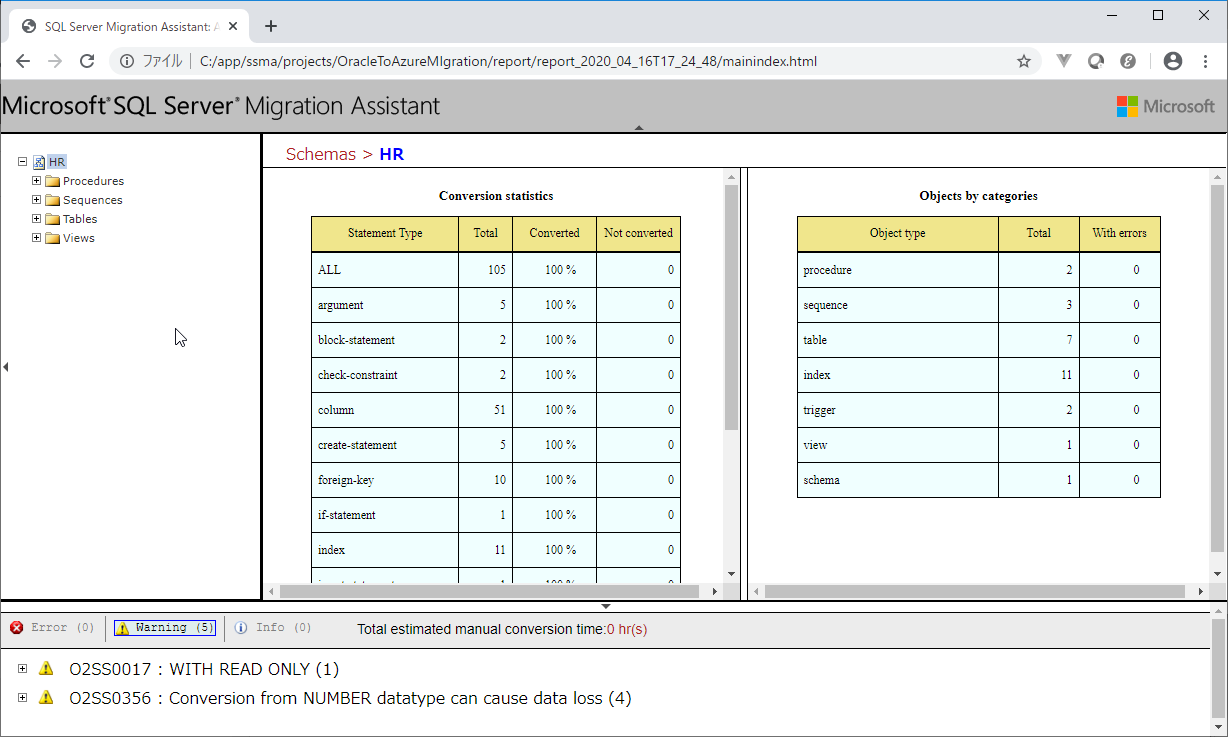 SQL Server Migration Assistant: A
ファイル
C:/app/ssma/projects/OracleToAzureMIgration/report/report_2020_04_16T17_24_48/mainindex.html
Microsoft® SQL Server® Migration Assistant
Microsoft
HR
Procedures
Sequences
Tables
Views
Schemas > HR
Conversion statistics
Statement Type Total Converted Not converted
ALL 105 100 % 0
argument 5 100 % 0
block-statement 2 100 % 0
check-constraint 2 100 % 0
column 51 100 % 0
create-statement 5 100 % 0
foreign-key 10 100 % 0
if-statement 1 100 % 0
index 11 100 % 0
Objects by categories
Object type Total With errors
procedure 2 0
sequence 3 0
table 7 0
index 11 0
trigger 2 0
view 1 0
schema 1 0
Error (0) Warning (5) Info (0) Total estimated manual conversion time:0 hr(s)
O2SS0017 : WITH READ ONLY (1)
O2SS0356 : Conversion from NUMBER datatype can cause data loss (4)